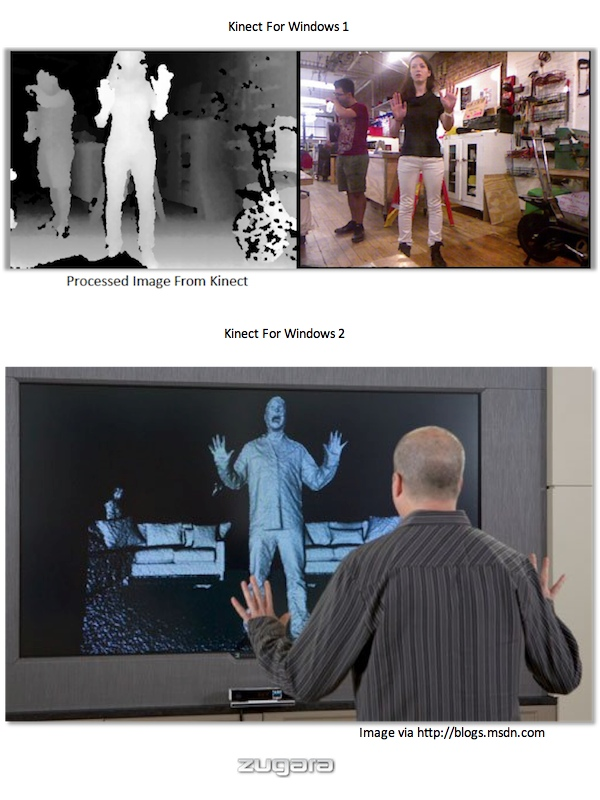 Kinect For Windows 1
Processed Image From Kinect
Kinect For Windows 2
Image via http://blogs.msdn.com
zugara